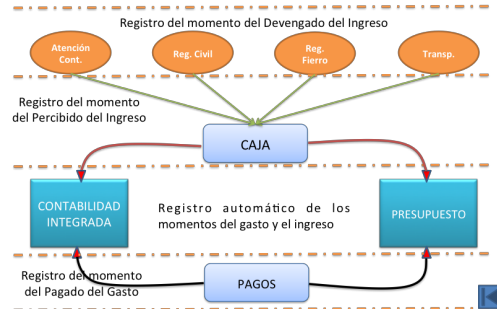 Registro del momento del Devengado del Ingreso
Atención
Cont.
Reg. Civil
Reg.
Fierro
Transp.
Registro del momento
del Percibido del Ingreso
CAJA
CONTABILIDAD
INTEGRADA
Registro automático de los
momentos del gasto y el ingreso
PRESUPUESTO
Registro del momento
del Pagado del Gasto
PAGOS